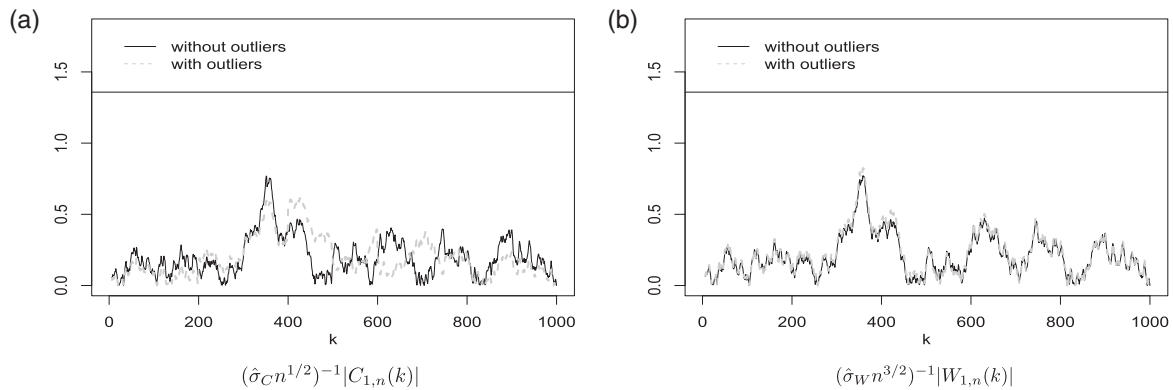 (a)
without outliers
with outliers
1.5
1.0
0.5
0.0
0 200 400 600 800 1000
k
(σ̂_C n^{1/2})^{-1}|C_{1,n}(k)|
(b)
without outliers
with outliers
1.5
1.0
0.5
0.0
0 200 400 600 800 1000
k
(σ̂_W n^{3/2})^{-1}|W_{1,n}(k)|